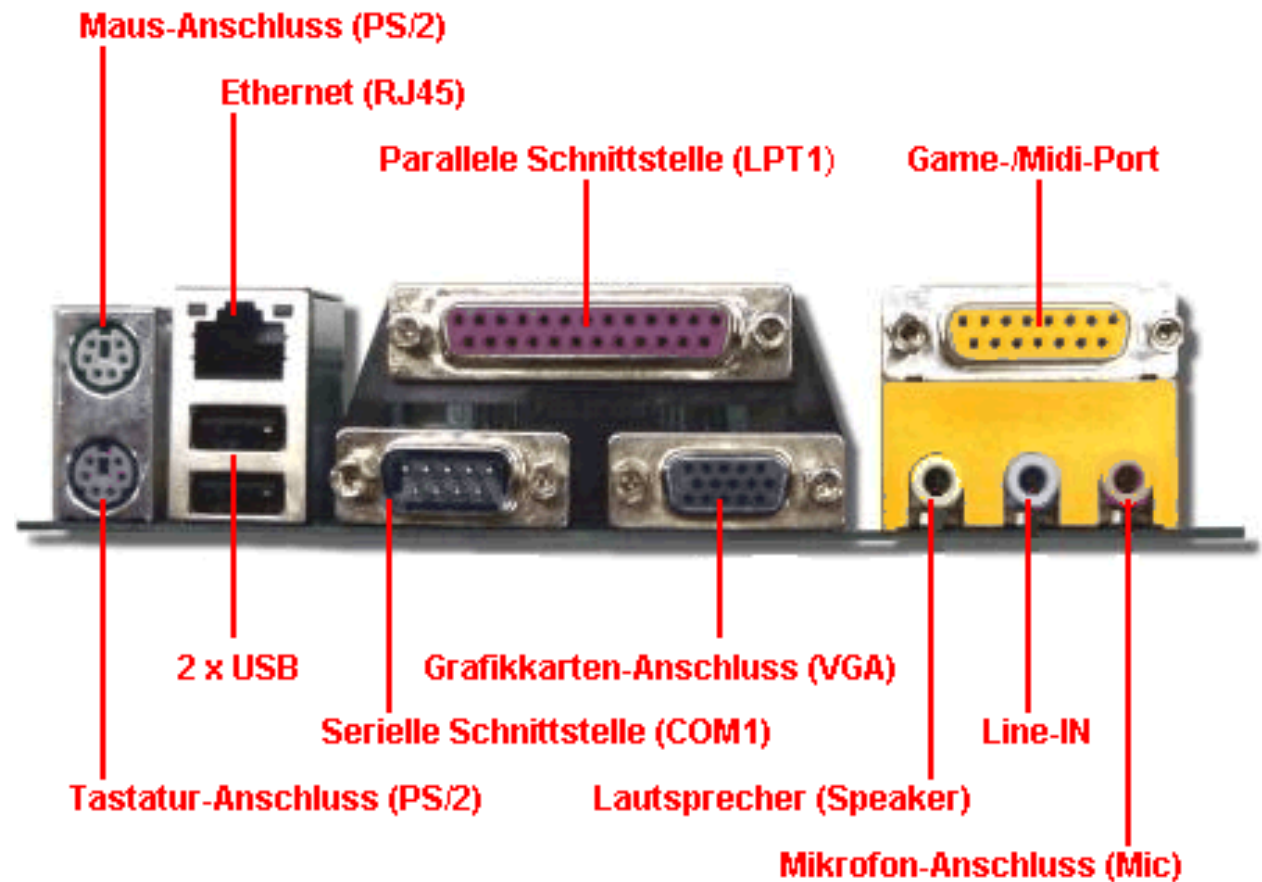 Maus-Anschluss (PS/2)
Ethernet (RJ45)
Parallele Schnittstelle (LPT1)
Game-/Midi-Port
2 x USB
Grafikkarten-Anschluss (VGA)
Serielle Schnittstelle (COM1)
Line-IN
Tastatur-Anschluss (PS/2)
Lautsprecher (Speaker)
Mikrofon-Anschluss (Mic)